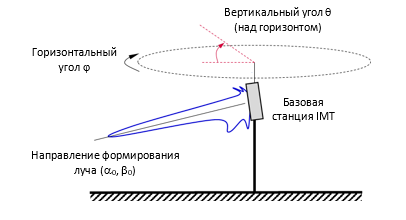 Вертикальный угол θ
(над горизонтом)
Горизонтальный
угол φ
Базовая
станция IMT
Направление формирования
луча (α₀, β₀)